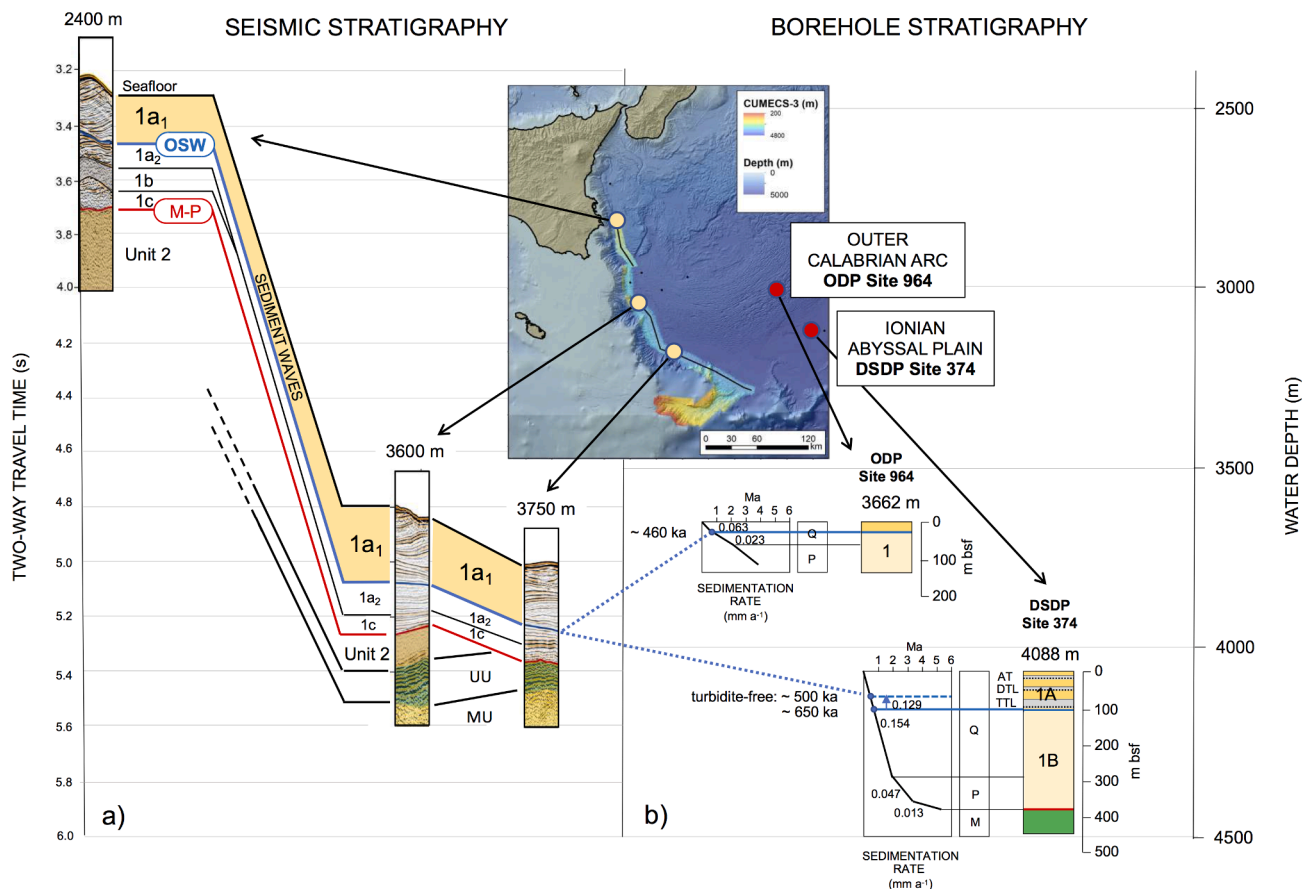 2400 m
SEISMIC STRATIGRAPHY
BOREHOLE STRATIGRAPHY
TWO-WAY TRAVEL TIME (s)
3.2
3.4
3.6
3.8
4.0
4.2
4.4
4.6
4.8
5.0
5.2
5.4
5.6
5.8
6.0
Seafloor
1a1
OSW
1a2
1b
1c
M-P
Unit 2
SEDIMENT WAVES
3600 m
3750 m
1a1
1a1
1a2
1c
1a2
1c
Unit 2
UU
MU
a)
CUMECS-3 (m)
200
4800
Depth (m)
0
5000
0 30 60 120
km
OUTER
CALABRIAN ARC
ODP Site 964
IONIAN
ABYSSAL PLAIN
DSDP Site 374
ODP
Site 964
3662 m
Ma
1 2 3 4 5 6
0.063
0.023
~ 460 ka
Q
P
1
0
100
200
m bsf
SEDIMENTATION
RATE
(mm a-1)
DSDP
Site 374
4088 m
Ma
1 2 3 4 5 6
turbidite-free: ~ 500 ka
~ 650 ka
0.129
0.154
0.047
0.013
Q
P
M
AT
DTL
TTL
1A
1B
0
100
200
300
400
500
m bsf
SEDIMENTATION
RATE
(mm a-1)
b)
2500
3000
3500
4000
4500
WATER DEPTH (m)